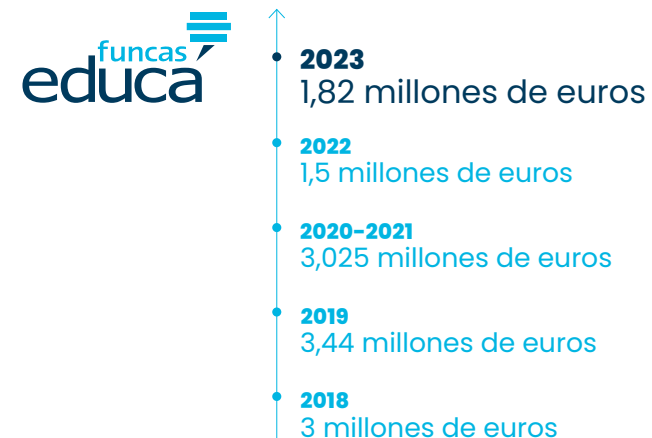 funcas
educa
2023
1,82 millones de euros
2022
1,5 millones de euros
2020-2021
3,025 millones de euros
2019
3,44 millones de euros
2018
3 millones de euros